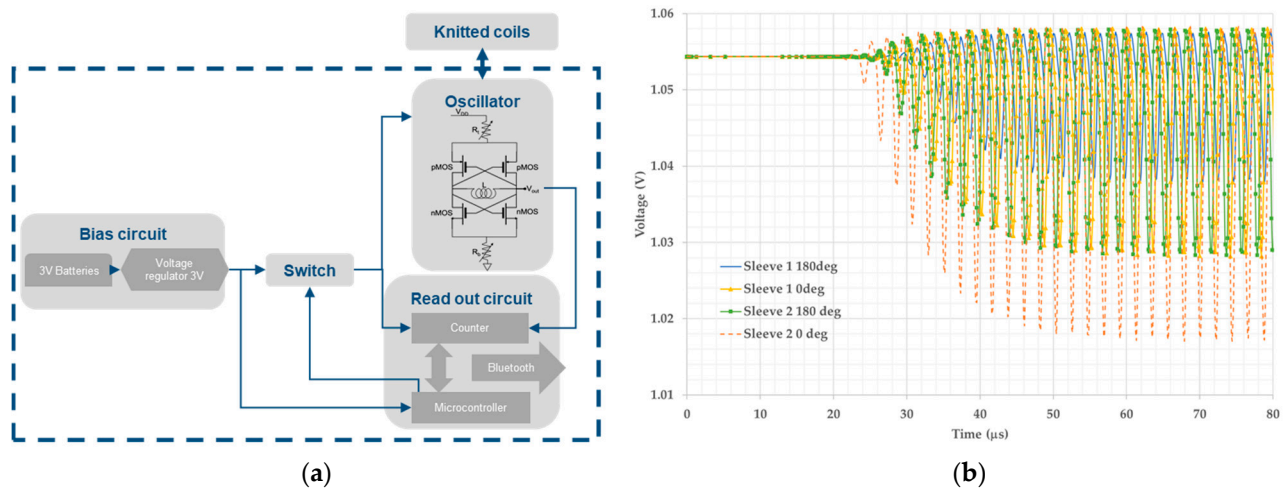 Knitted coils
Oscillator
VDD
Rt
pMOS
pMOS
L
Vout
nMOS
nMOS
Bias circuit
3V Batteries
Voltage
regulator 3V
Switch
Read out circuit
Counter
Bluetooth
Microcontroller
(a)
1.06
1.05
1.04
1.03
1.02
1.01
Voltage (V)
Sleeve 1 180deg
Sleeve 1 0deg
Sleeve 2 180 deg
Sleeve 2 0 deg
0
10
20
30
40
50
60
70
80
Time (μs)
(b)